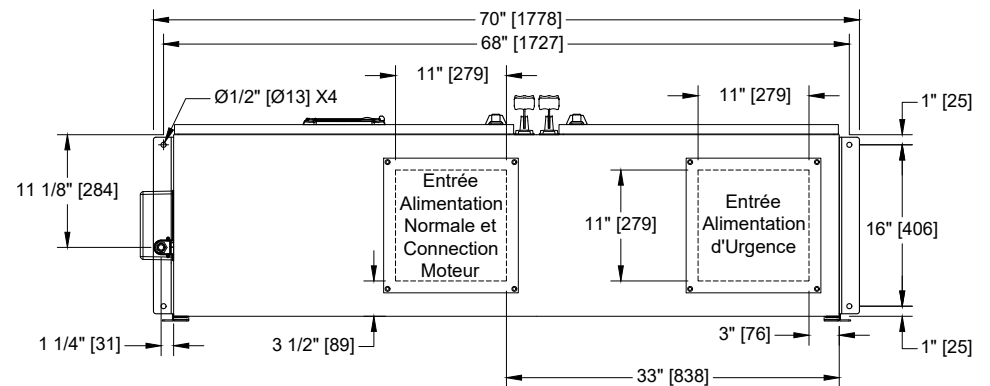 70" [1778]
68" [1727]
11" [279]
11" [279]
Ø1/2" [Ø13] X4
1" [25]
11 1/8" [284]
Entrée
Alimentation
Normale et
Connection
Moteur
11" [279]
Entrée
Alimentation
d'Urgence
16" [406]
1 1/4" [31]
3 1/2" [89]
3" [76]
1" [25]
33" [838]